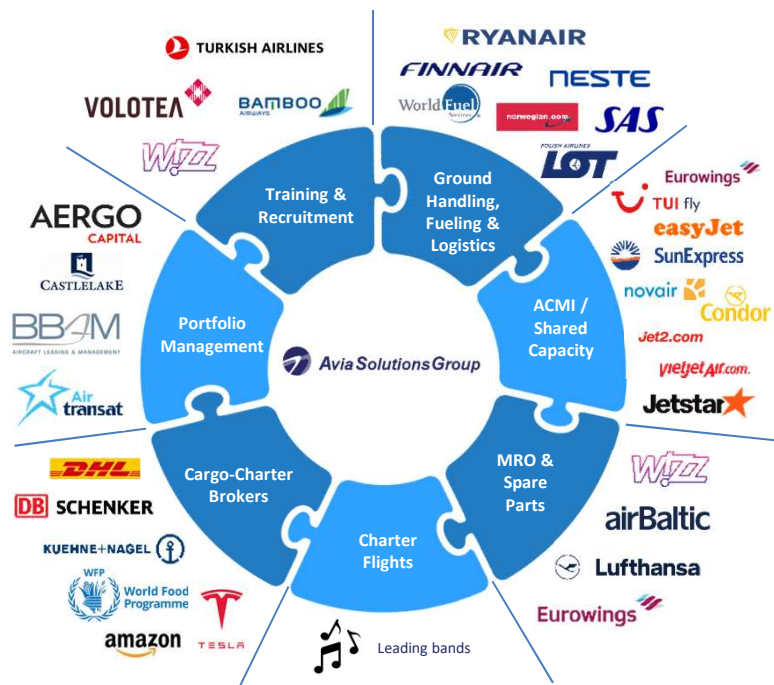 TURKISH AIRLINES
VOLOTEA
BAMBOO
AIRWAYS
WIZZ
RYANAIR
FINNAIR
NESTE
World Fuel
Services
norwegian.com
SAS
POLISH AIRLINES
LOT
Training &
Recruitment
Ground
Handling,
Fueling &
Logistics
Eurowings
TUI fly
easyJet
SunExpress
novair
Condor
Jet2.com
vietjetAir.com.
Jetstar
ACMI /
Shared
Capacity
AERGO
CAPITAL
CASTLELAKE
BBAM
AIRCRAFT LEASING & MANAGEMENT
Air
transat
Portfolio
Management
Avia Solutions Group
Cargo-Charter
Brokers
MRO &
Spare
Parts
Charter
Flights
DHL
DB SCHENKER
KUEHNE+NAGEL
WFP
World Food
Programme
amazon
TESLA
WIZZ
airBaltic
Lufthansa
Eurowings
Leading bands